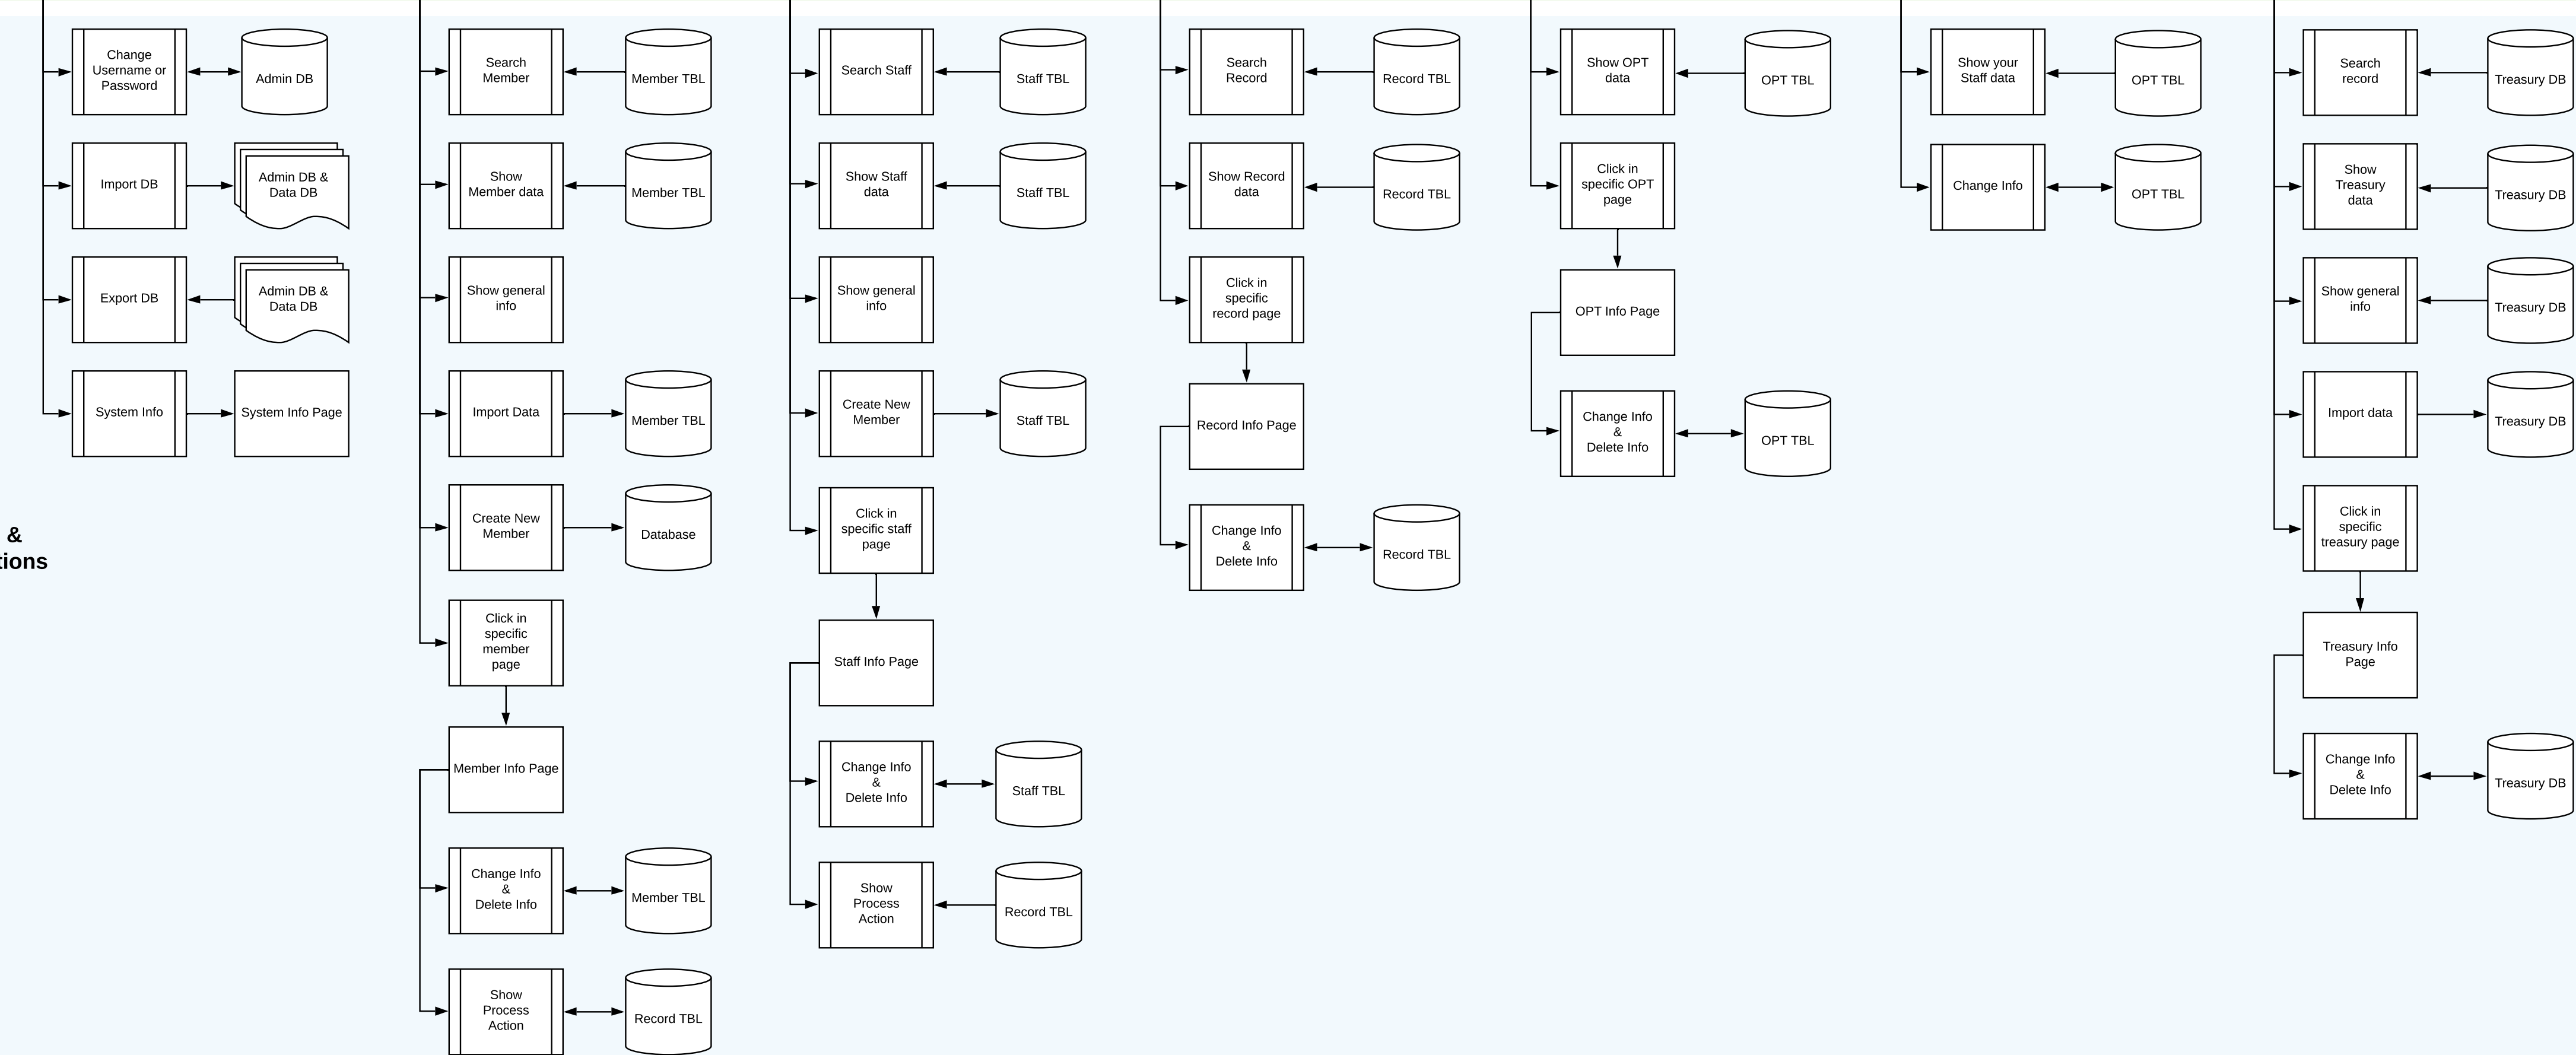 Change
Username or
Password
Admin DB
Import DB
Admin DB &
Data DB
Export DB
Admin DB &
Data DB
System Info
System Info Page
&
tions
Search
Member
Member TBL
Show
Member data
Member TBL
Show general
info
Import Data
Member TBL
Create New
Member
Database
Click in
specific
member
page
Member Info Page
Change Info
&
Delete Info
Member TBL
Show
Process
Action
Record TBL
Search Staff
Staff TBL
Show Staff
data
Staff TBL
Show general
info
Create New
Member
Staff TBL
Click in
specific staff
page
Staff Info Page
Change Info
&
Delete Info
Staff TBL
Show
Process
Action
Record TBL
Search
Record
Record TBL
Show Record
data
Record TBL
Click in
specific
record page
Record Info Page
Change Info
&
Delete Info
Record TBL
Show OPT
data
OPT TBL
Click in
specific OPT
page
OPT Info Page
Change Info
&
Delete Info
OPT TBL
Show your
Staff data
OPT TBL
Change Info
OPT TBL
Search
record
Treasury DB
Show
Treasury
data
Treasury DB
Show general
info
Treasury DB
Import data
Treasury DB
Click in
specific
treasury page
Treasury Info
Page
Change Info
&
Delete Info
Treasury DB